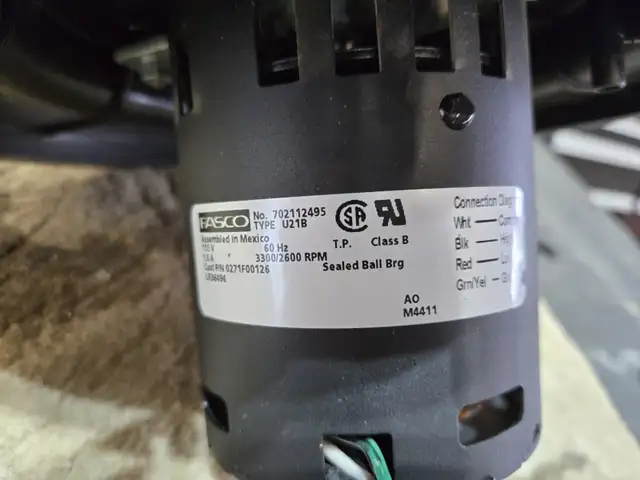 FASCO No. 702112495
TYPE U21B
Assembled in Mexico
115 V 60 Hz T.P. Class B
3300/2600 RPM
Cust P/N 0271F00126 Sealed Ball Brg
AO
M4411
Connection Diag
Wht —
Blk —
Red —
Grn/Yel —